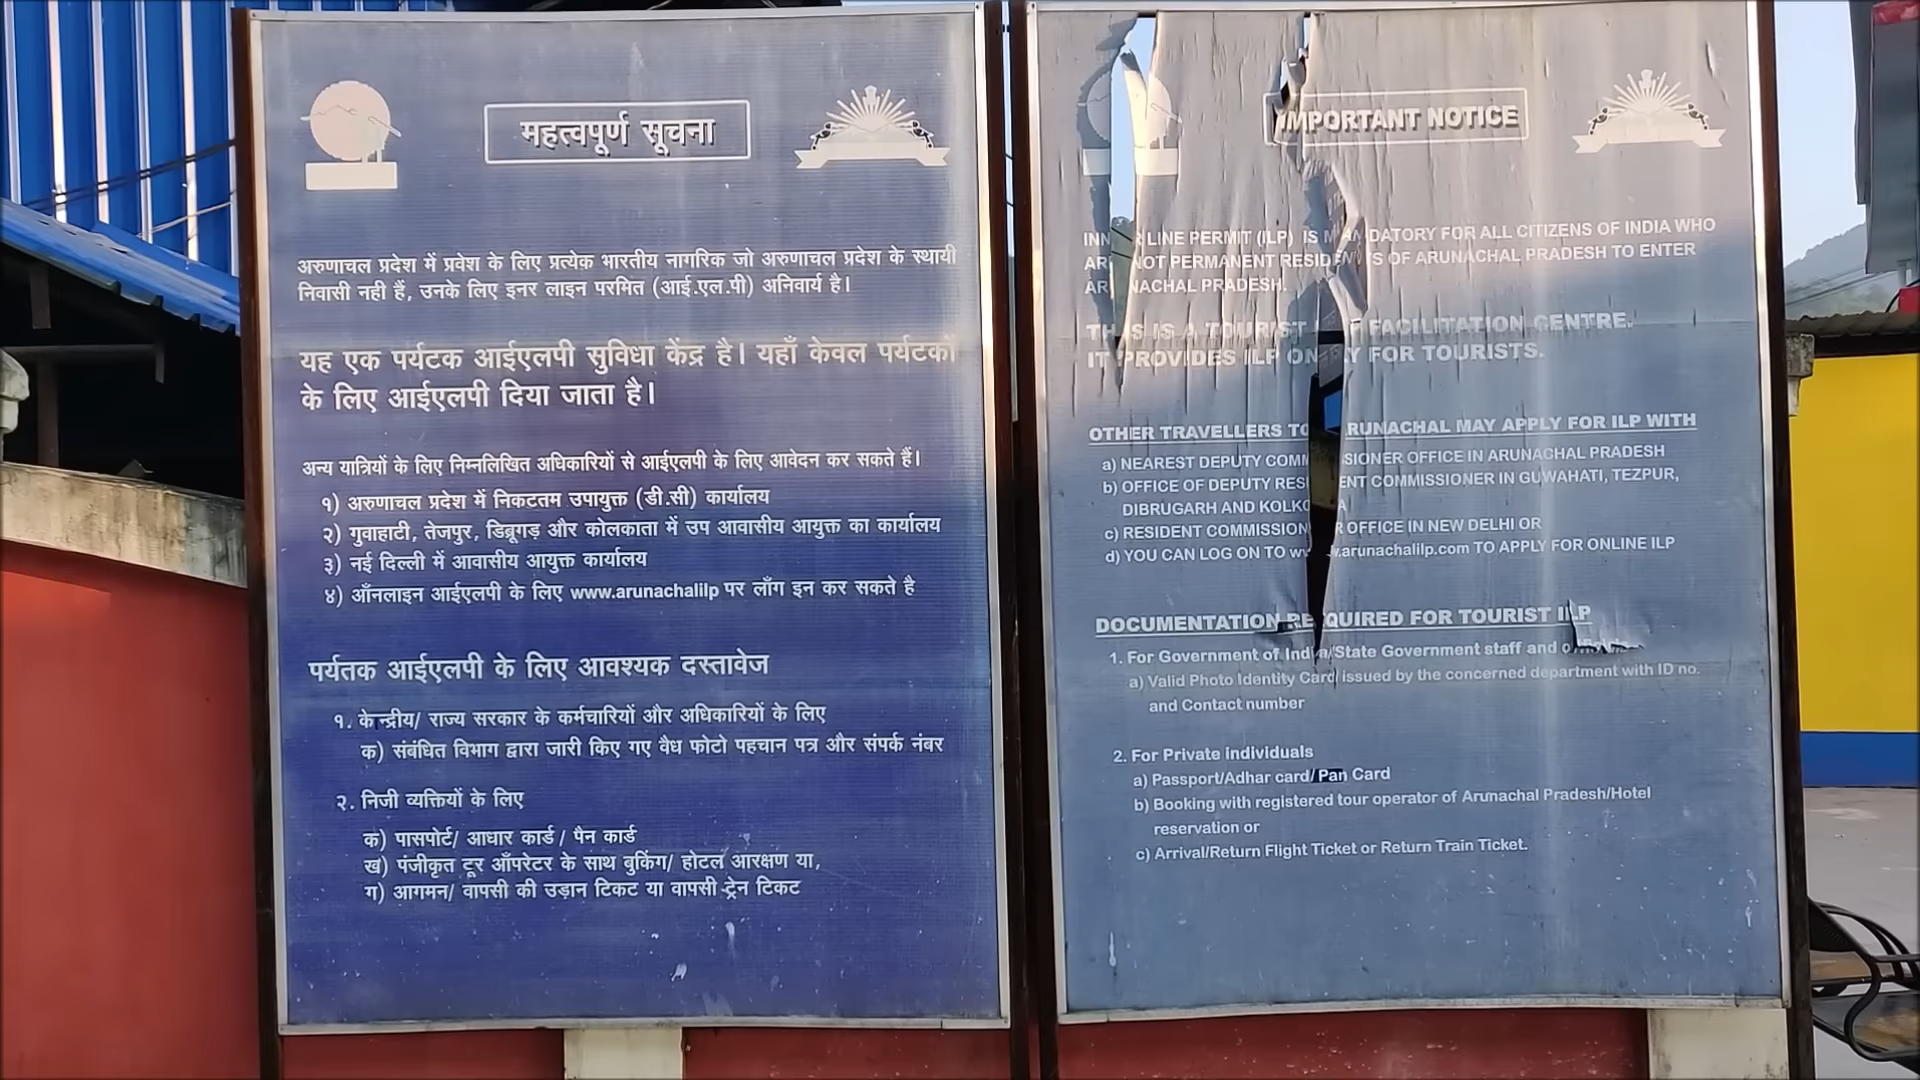 महत्वपूर्ण सूचना
अरुणाचल प्रदेश में प्रवेश के लिए प्रत्येक भारतीय नागरिक जो अरुणाचल प्रदेश के स्थायी
निवासी नही हैं, उनके लिए इनर लाइन परमित (आई.एल.पी) अनिवार्य है।
यह एक पर्यटक आईएलपी सुविधा केंद्र है। यहाँ केवल पर्यटकों
के लिए आईएलपी दिया जाता है।
अन्य यात्रियों के लिए निम्नलिखित अधिकारियों से आईएलपी के लिए आवेदन कर सकते हैं।
१) अरुणाचल प्रदेश में निकटतम उपायुक्त (डी.सी) कार्यालय
२) गुवाहाटी, तेजपुर, डिब्रूगड़ और कोलकाता में उप आवासीय आयुक्त का कार्यालय
३) नई दिल्ली में आवासीय आयुक्त कार्यालय
४) ऑंनलाइन आईएलपी के लिए www.arunachalilp पर लॉंग इन कर सकते है
पर्यतक आईएलपी के लिए आवश्यक दस्तावेज
१. केन्द्रीय/ राज्य सरकार के कर्मचारियों और अधिकारियों के लिए
क) संबंधित विभाग द्वारा जारी किए गए वैध फोटो पहचान पत्र और संपर्क नंबर
२. निजी व्यक्तियों के लिए
क) पासपोर्ट/ आधार कार्ड / पैन कार्ड
ख) पंजीकृत टूर ऑंपरेटर के साथ बुकिंग/ होटल आरक्षण या,
ग) आगमन/ वापसी की उड़ान टिकट या वापसी ट्रेन टिकट
IMPORTANT NOTICE
INNER LINE PERMIT (ILP) IS MANDATORY FOR ALL CITIZENS OF INDIA WHO
ARE NOT PERMANENT RESIDENTS OF ARUNACHAL PRADESH TO ENTER
ARUNACHAL PRADESH.
THIS IS A TOURIST FACILITATION CENTRE.
IT PROVIDES ILP ONLY FOR TOURISTS.
OTHER TRAVELLERS TO ARUNACHAL MAY APPLY FOR ILP WITH
a) NEAREST DEPUTY COMMISSIONER OFFICE IN ARUNACHAL PRADESH
b) OFFICE OF DEPUTY RESIDENT COMMISSIONER IN GUWAHATI, TEZPUR,
DIBRUGARH AND KOLKATA
c) RESIDENT COMMISSIONER OFFICE IN NEW DELHI OR
d) YOU CAN LOG ON TO www.arunachalilp.com TO APPLY FOR ONLINE ILP
DOCUMENTATION REQUIRED FOR TOURIST ILP
1. For Government of India/State Government staff and officials
a) Valid Photo Identity Card issued by the concerned department with ID no.
and Contact number
2. For Private individuals
a) Passport/Adhar card/Pan Card
b) Booking with registered tour operator of Arunachal Pradesh/Hotel
reservation or
c) Arrival/Return Flight Ticket or Return Train Ticket.